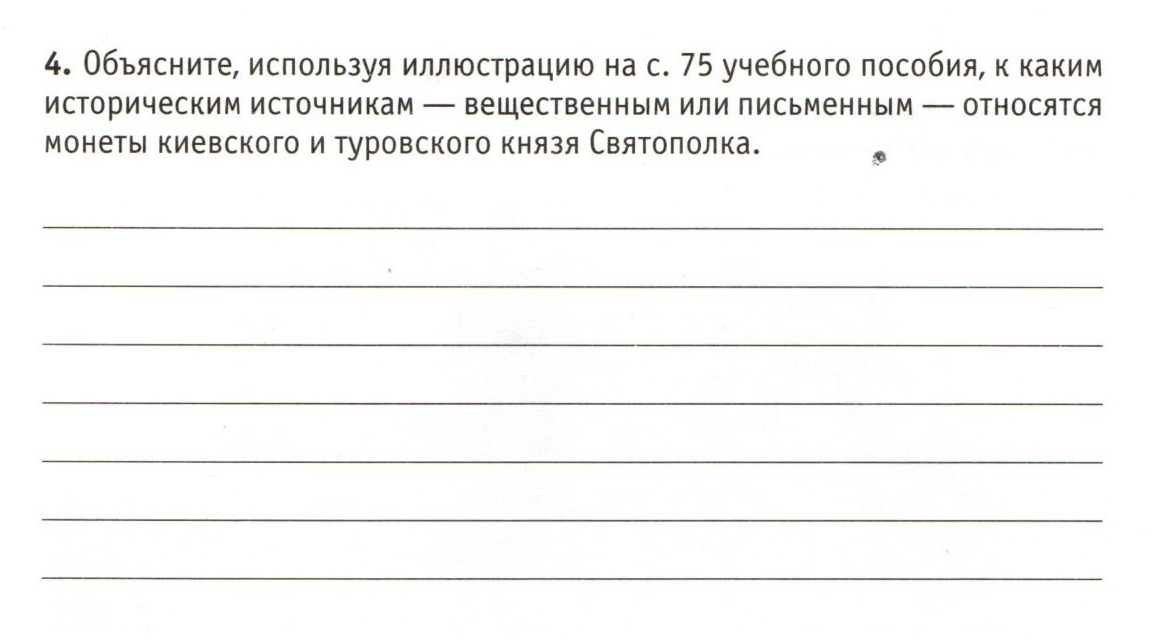 4. Объясните, используя иллюстрацию на с. 75 учебного пособия, к каким
историческим источникам — вещественным или письменным — относятся
монеты киевского и туровского князя Святополка.